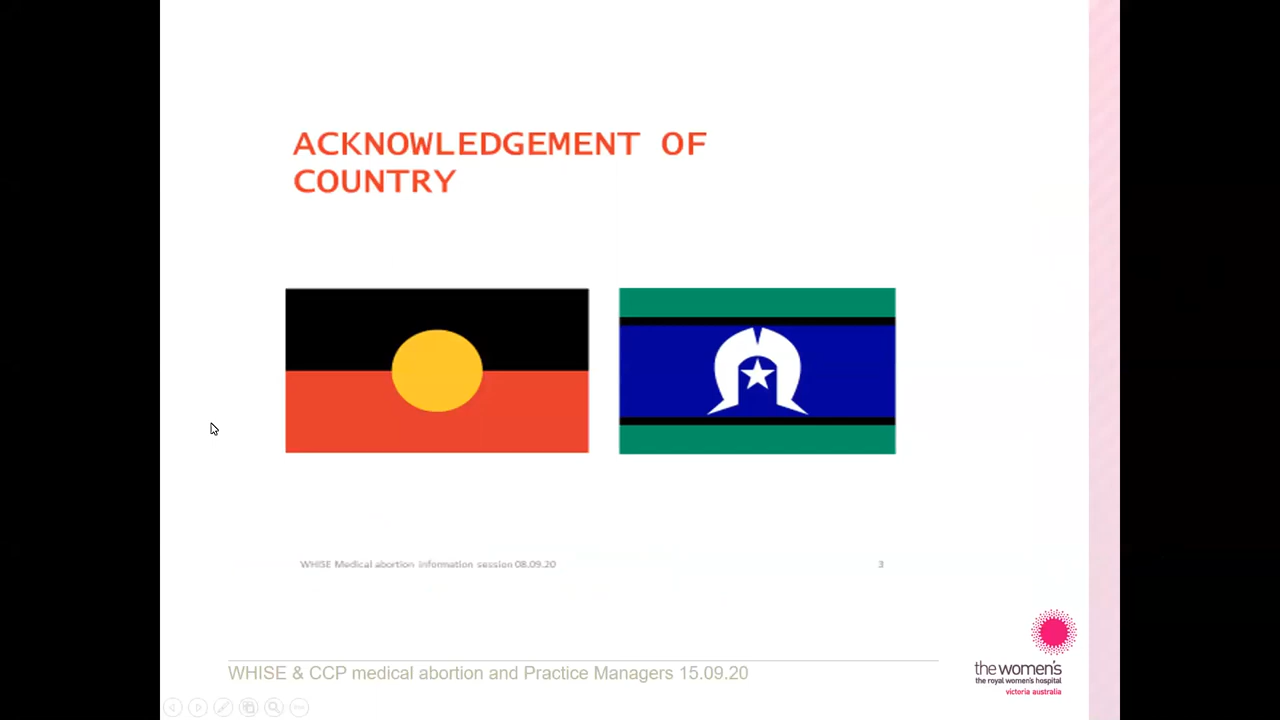 ACKNOWLEDGEMENT OF
COUNTRY
WHISE Medical abortion information session 08.09.20
3
WHISE & CCP medical abortion and Practice Managers 15.09.20
the women's
the royal women's hospital
victoria australia